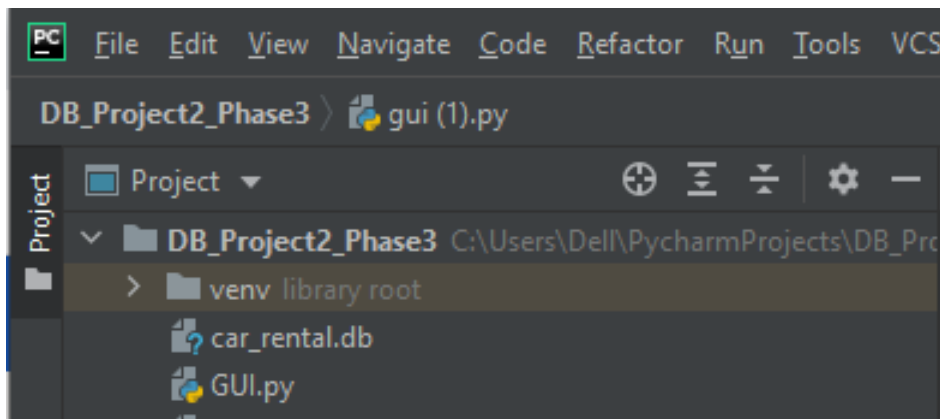 PC File Edit View Navigate Code Refactor Run Tools VCS
DB_Project2_Phase3 gui (1).py
Project
Project
DB_Project2_Phase3 C:\Users\Dell\PycharmProjects\DB_Pro
venv library root
car_rental.db
GUI.py